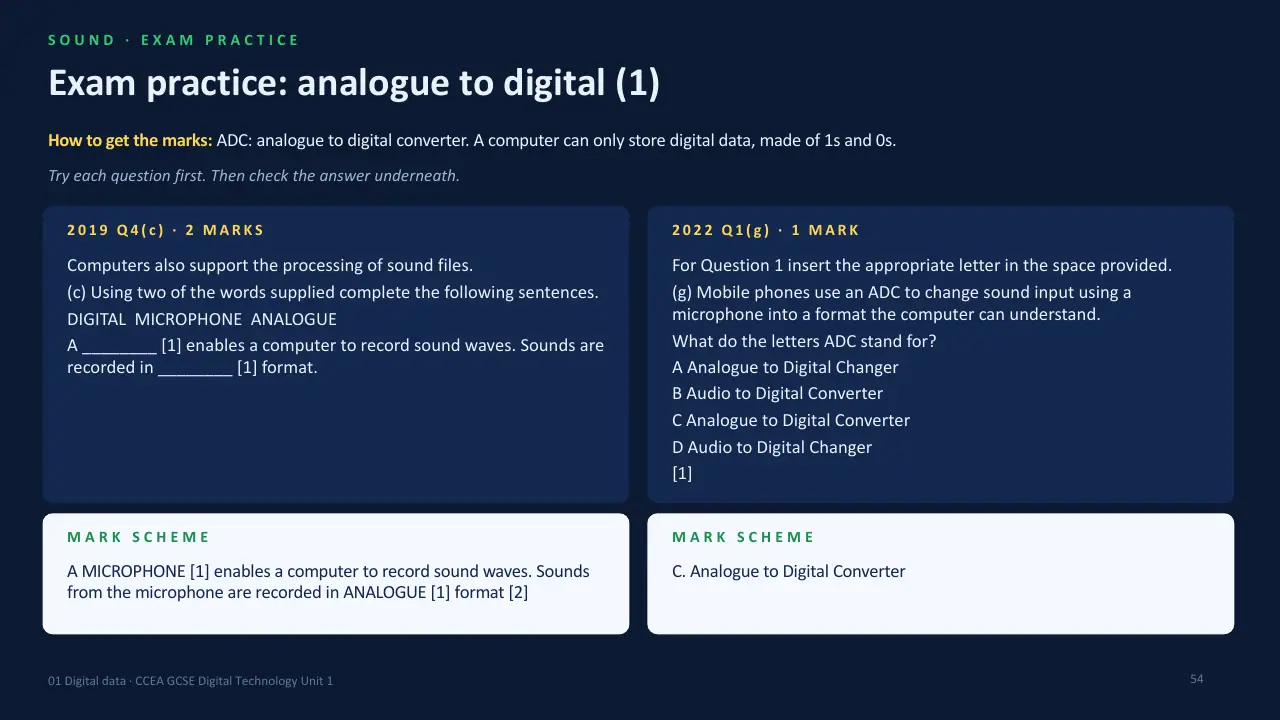 SOUND · EXAM PRACTICE
Exam practice: analogue to digital (1)
How to get the marks: ADC: analogue to digital converter. A computer can only store digital data, made of 1s and 0s.
Try each question first. Then check the answer underneath.
2019 Q4(c) · 2 MARKS
Computers also support the processing of sound files.
(c) Using two of the words supplied complete the following sentences.
DIGITAL MICROPHONE ANALOGUE
A ________ [1] enables a computer to record sound waves. Sounds are
recorded in ________ [1] format.
MARK SCHEME
A MICROPHONE [1] enables a computer to record sound waves. Sounds
from the microphone are recorded in ANALOGUE [1] format [2]
2022 Q1(g) · 1 MARK
For Question 1 insert the appropriate letter in the space provided.
(g) Mobile phones use an ADC to change sound input using a
microphone into a format the computer can understand.
What do the letters ADC stand for?
A Analogue to Digital Changer
B Audio to Digital Converter
C Analogue to Digital Converter
D Audio to Digital Changer
[1]
MARK SCHEME
C. Analogue to Digital Converter
01 Digital data · CCEA GCSE Digital Technology Unit 1
54